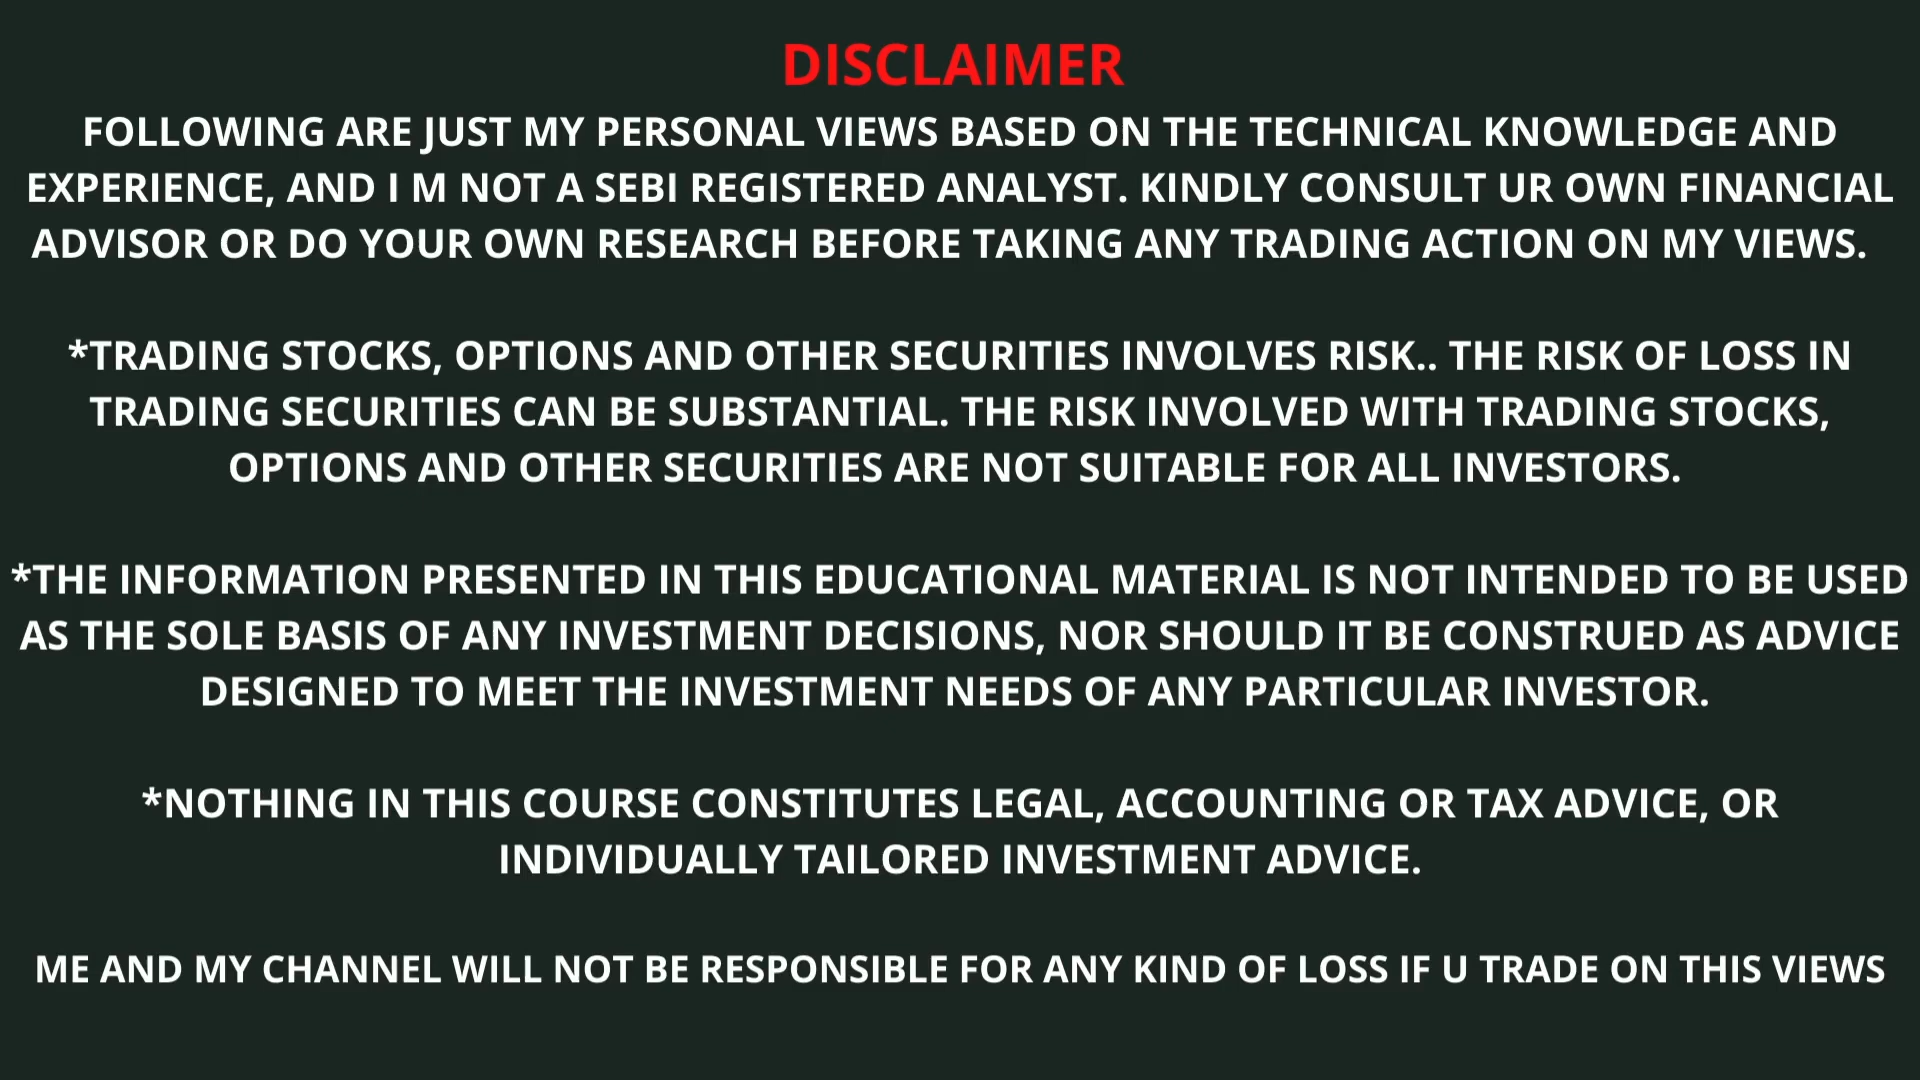 DISCLAIMER
FOLLOWING ARE JUST MY PERSONAL VIEWS BASED ON THE TECHNICAL KNOWLEDGE AND
EXPERIENCE, AND I M NOT A SEBI REGISTERED ANALYST. KINDLY CONSULT UR OWN FINANCIAL
ADVISOR OR DO YOUR OWN RESEARCH BEFORE TAKING ANY TRADING ACTION ON MY VIEWS.
*TRADING STOCKS, OPTIONS AND OTHER SECURITIES INVOLVES RISK.. THE RISK OF LOSS IN
TRADING SECURITIES CAN BE SUBSTANTIAL. THE RISK INVOLVED WITH TRADING STOCKS,
OPTIONS AND OTHER SECURITIES ARE NOT SUITABLE FOR ALL INVESTORS.
*THE INFORMATION PRESENTED IN THIS EDUCATIONAL MATERIAL IS NOT INTENDED TO BE USED
AS THE SOLE BASIS OF ANY INVESTMENT DECISIONS, NOR SHOULD IT BE CONSTRUED AS ADVICE
DESIGNED TO MEET THE INVESTMENT NEEDS OF ANY PARTICULAR INVESTOR.
*NOTHING IN THIS COURSE CONSTITUTES LEGAL, ACCOUNTING OR TAX ADVICE, OR
INDIVIDUALLY TAILORED INVESTMENT ADVICE.
ME AND MY CHANNEL WILL NOT BE RESPONSIBLE FOR ANY KIND OF LOSS IF U TRADE ON THIS VIEWS